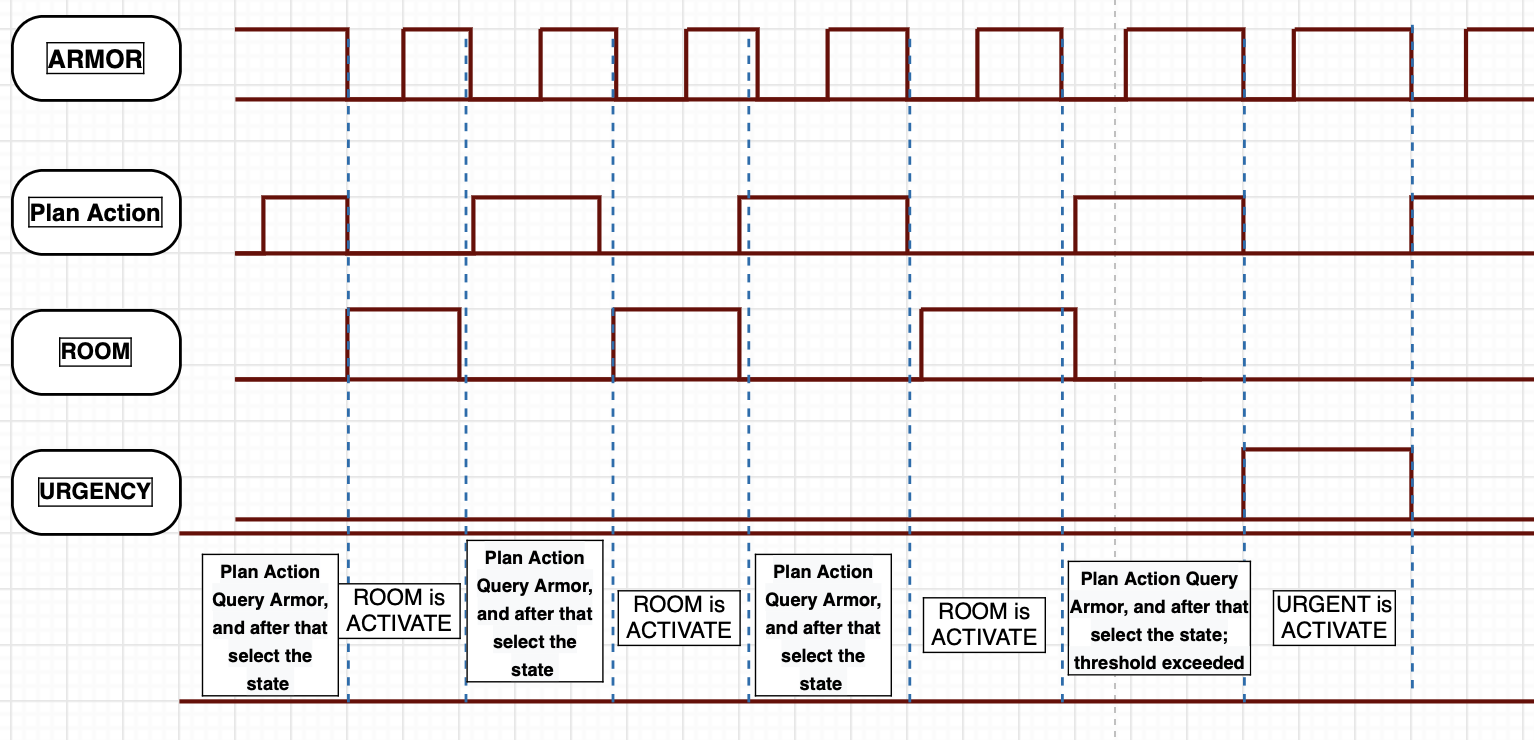 ARMOR
Plan Action
ROOM
URGENCY
Plan Action
Query Armor,
and after that
select the
state
ROOM is
ACTIVATE
Plan Action
Query Armor,
and after that
select the
state
ROOM is
ACTIVATE
Plan Action
Query Armor,
and after that
select the
state
ROOM is
ACTIVATE
Plan Action Query
Armor, and after that
select the state;
threshold exceeded
URGENT is
ACTIVATE